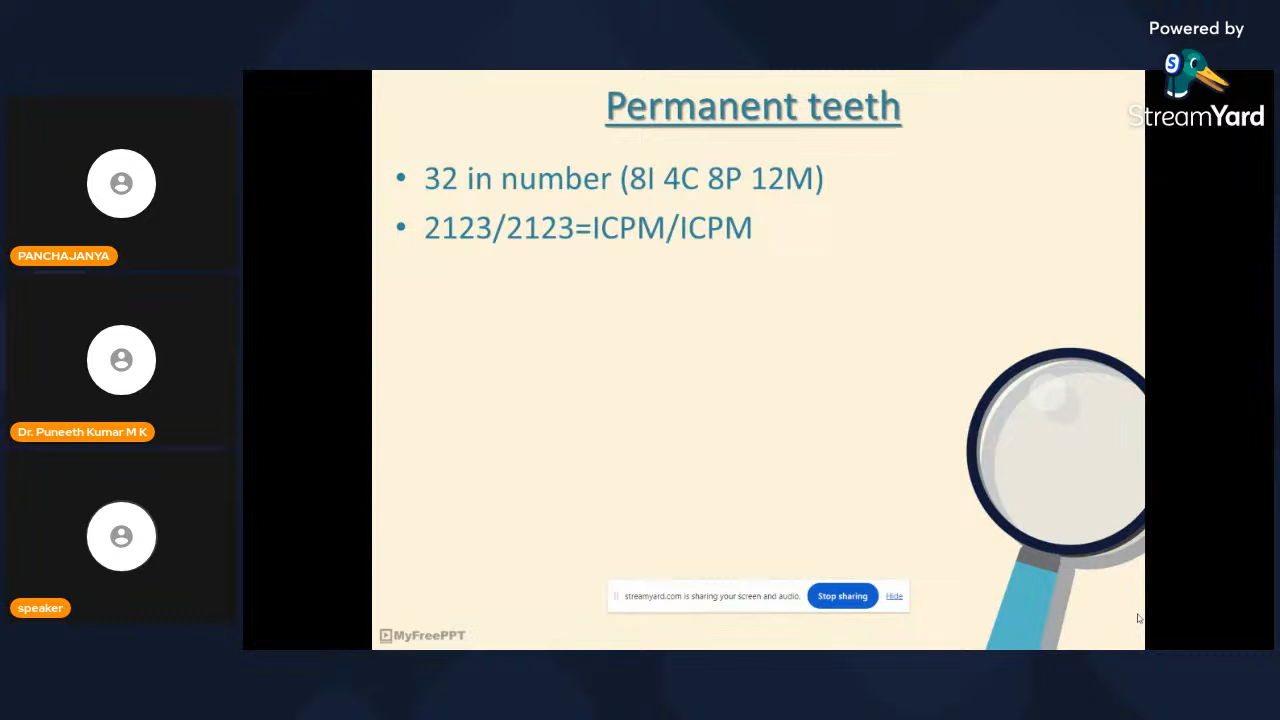 Powered by
StreamYard
Permanent teeth
• 32 in number (8I 4C 8P 12M)
• 2123/2123=ICPM/ICPM
PANCHAJANYA
Dr. Puneeth Kumar M K
speaker
streamyard.com is sharing your screen and audio. Stop sharing Hide
MyFreePPT